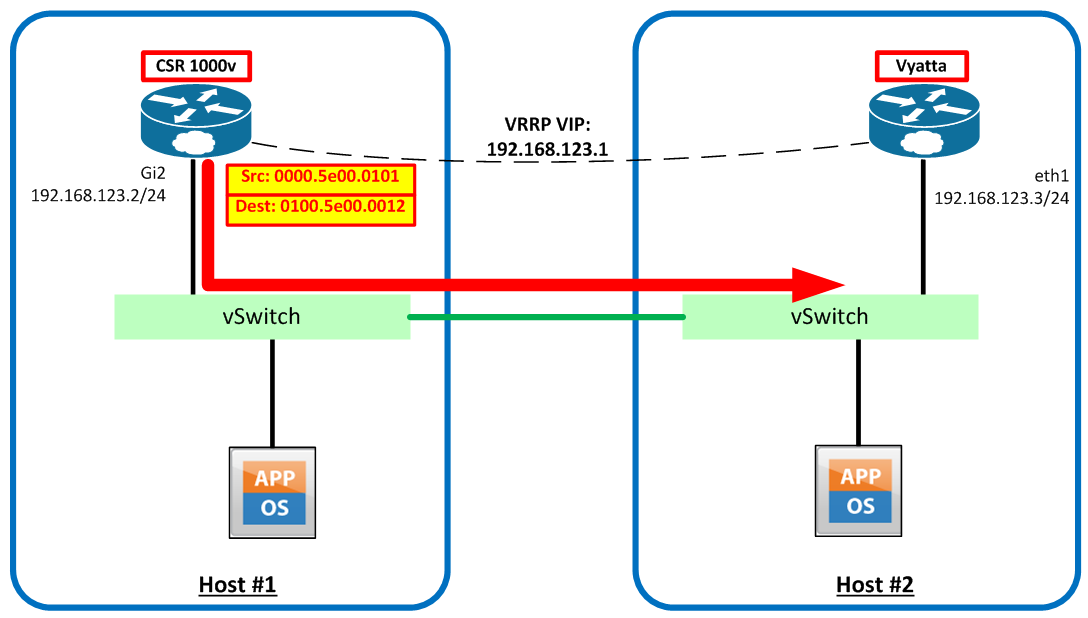 CSR 1000v
Vyatta
VRRP VIP:
192.168.123.1
Gi2
192.168.123.2/24
Src: 0000.5e00.0101
Dest: 0100.5e00.0012
eth1
192.168.123.3/24
vSwitch
vSwitch
APP
OS
APP
OS
Host #1
Host #2